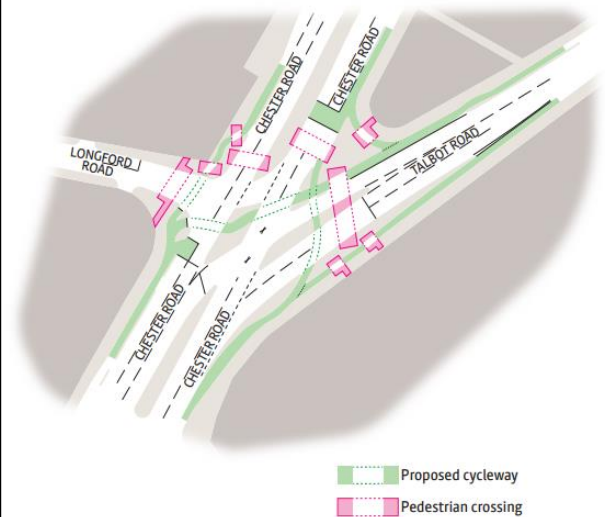 CHESTER ROAD
CHESTER ROAD
LONGFORD
ROAD
TALBOT ROAD
CHESTER ROAD
CHESTER ROAD
Proposed cycleway
Pedestrian crossing